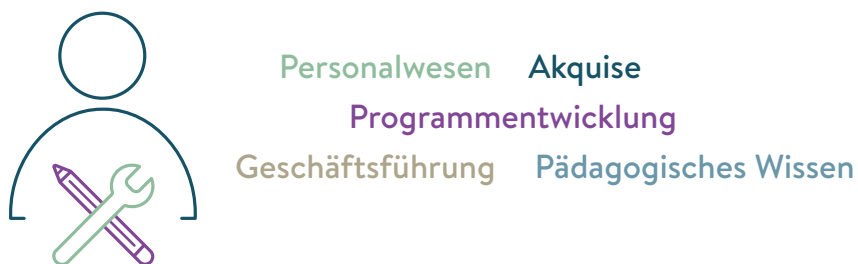 Personalwesen Akquise
Programmentwicklung
Geschäftsführung Pädagogisches Wissen